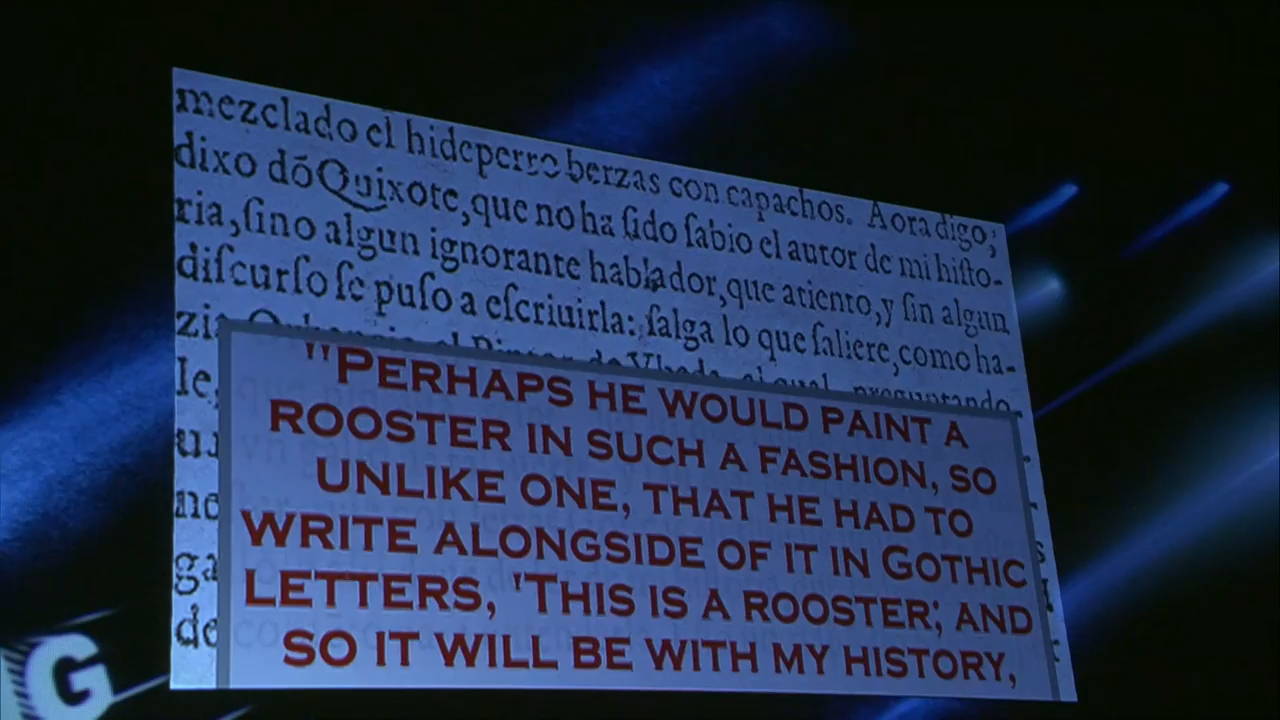 mezclado el hideperro berzas con capachos. Aora digo,
dixo dõ Quixote, que no ha ſido ſabio el autor de mi hiſto-
ria, ſino algun ignorante hablador, que atiento, y ſin algun
diſcurſo ſe puſo a eſcriuirla: ſalga lo que ſaliere, como ha-
"PERHAPS HE WOULD PAINT A
ROOSTER IN SUCH A FASHION, SO
UNLIKE ONE, THAT HE HAD TO
WRITE ALONGSIDE OF IT IN GOTHIC
LETTERS, 'THIS IS A ROOSTER; AND
SO IT WILL BE WITH MY HISTORY,
G